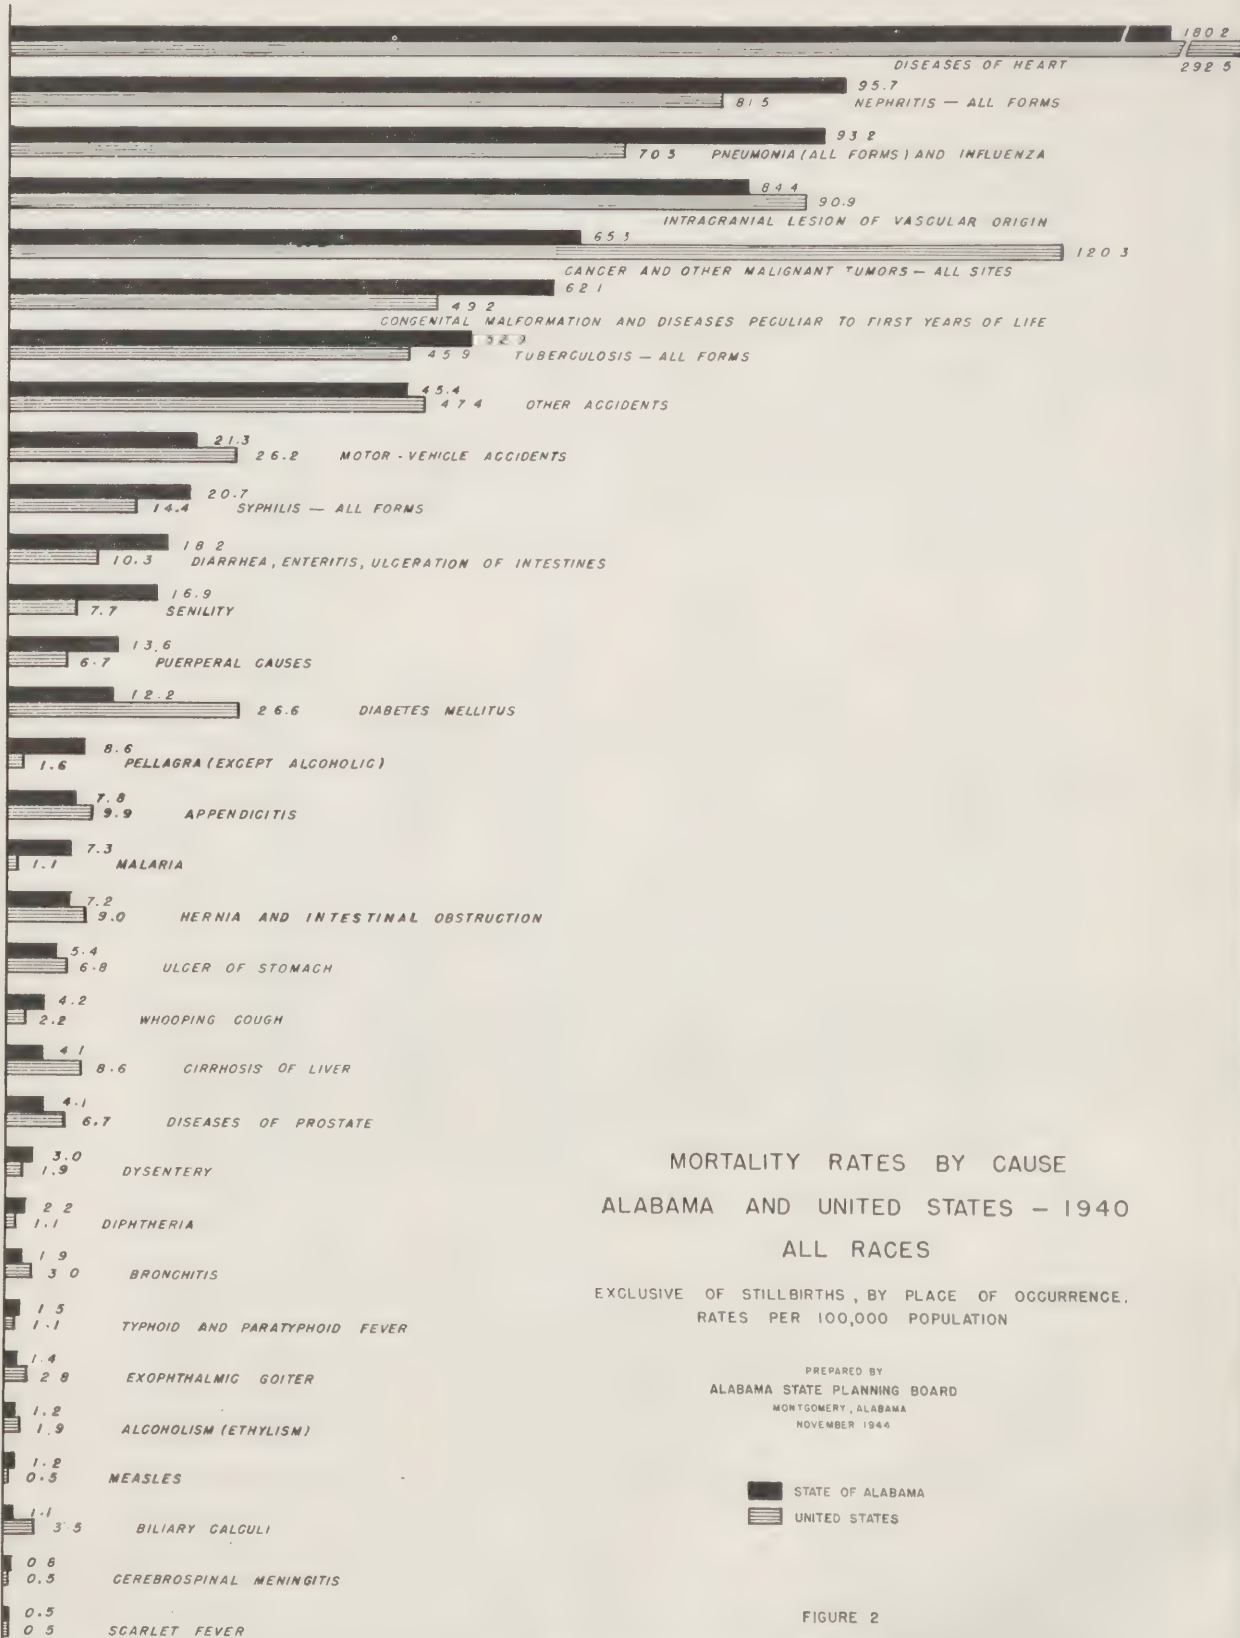 180 2
DISEASES OF HEART 292 5
95.7
81 5 NEPHRITIS — ALL FORMS
93 2
70 5 PNEUMONIA (ALL FORMS) AND INFLUENZA
84 4
90.9
INTRACRANIAL LESION OF VASCULAR ORIGIN
65 5
120 3
CANCER AND OTHER MALIGNANT TUMORS — ALL SITES
62 1
49 2
CONGENITAL MALFORMATION AND DISEASES PECULIAR TO FIRST YEARS OF LIFE
52 9
45 9 TUBERCULOSIS — ALL FORMS
45.4
47 4 OTHER ACCIDENTS
21.3
26.2 MOTOR - VEHICLE ACCIDENTS
20.7
14.4 SYPHILIS — ALL FORMS
18 2
10.3 DIARRHEA, ENTERITIS, ULCERATION OF INTESTINES
16.9
7.7 SENILITY
13.6
6.7 PUERPERAL CAUSES
12.2
26.6 DIABETES MELLITUS
8.6
1.6 PELLAGRA (EXCEPT ALCOHOLIC)
7.8
9.9 APPENDICITIS
7.3
1.1 MALARIA
7.2
9.0 HERNIA AND INTESTINAL OBSTRUCTION
5.4
6.8 ULCER OF STOMACH
4.2
2.2 WHOOPING COUGH
4 1
8.6 CIRRHOSIS OF LIVER
4.1
6.7 DISEASES OF PROSTATE
3.0
1.9 DYSENTERY
2 2
1.1 DIPHTHERIA
1 9
3 0 BRONCHITIS
1 5
1.1 TYPHOID AND PARATYPHOID FEVER
1.4
2 8 EXOPHTHALMIC GOITER
1.2
1.9 ALCOHOLISM (ETHYLISM)
1.2
0.5 MEASLES
1.1
3.5 BILIARY CALCULI
0.5 CEREBROSPINAL MENINGITIS
0.5
0 5 SCARLET FEVER
MORTALITY RATES BY CAUSE
ALABAMA AND UNITED STATES – 1940
ALL RACES
EXCLUSIVE OF STILLBIRTHS, BY PLACE OF OCCURRENCE.
RATES PER 100,000 POPULATION
PREPARED BY
ALABAMA STATE PLANNING BOARD
MONTGOMERY, ALABAMA
NOVEMBER 1944
STATE OF ALABAMA
UNITED STATES
FIGURE 2